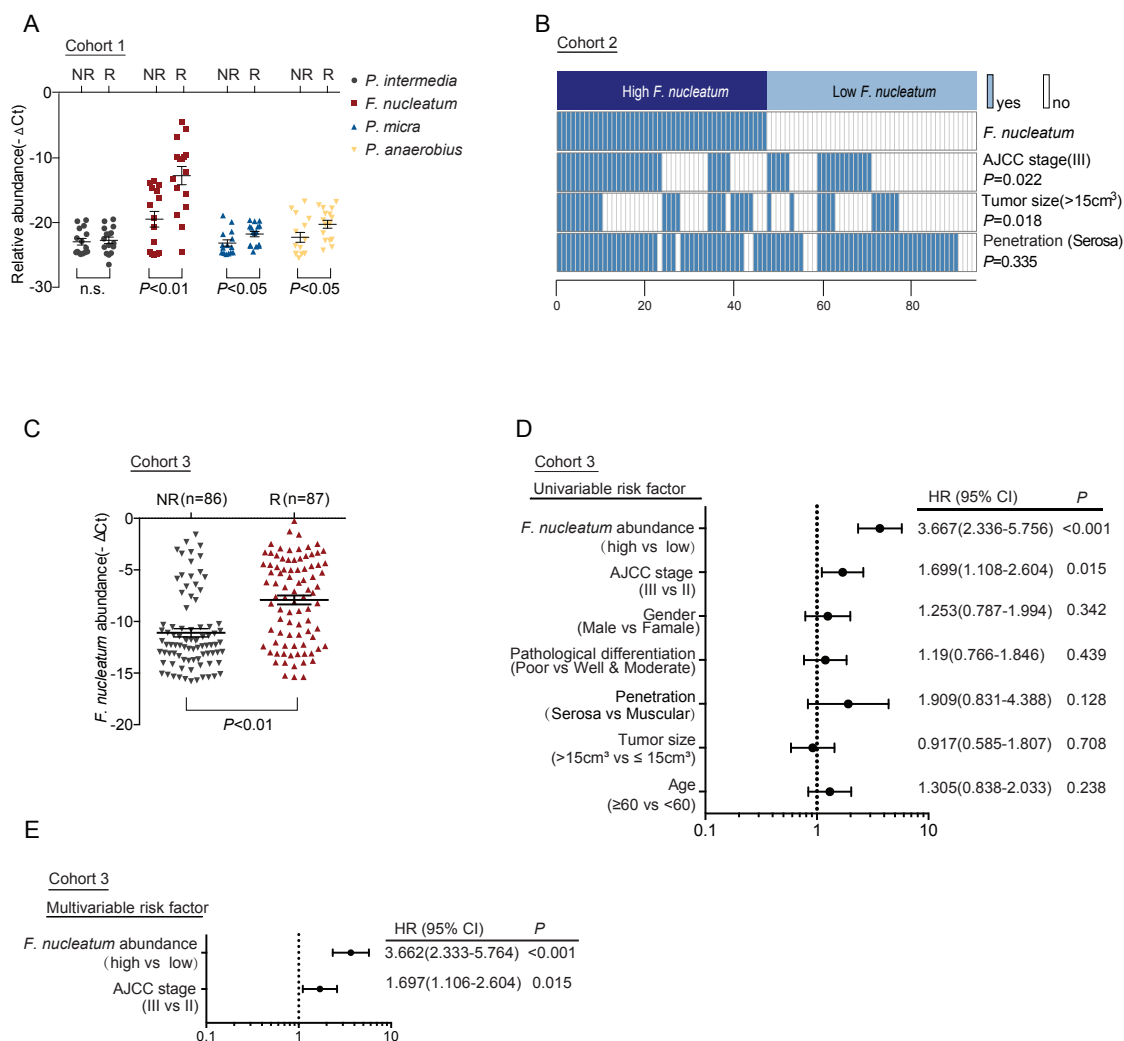 A
Cohort 1
NR R NR R NR R NR R
P. intermedia
F. nucleatum
P. micra
P. anaerobius
Relative abundance(- ΔCt)
0
-10
-20
-30
n.s. P<0.01 P<0.05 P<0.05
B
Cohort 2
High F. nucleatum Low F. nucleatum
yes no
F. nucleatum
AJCC stage(III)
P=0.022
Tumor size(>15cm³)
P=0.018
Penetration (Serosa)
P=0.335
0 20 40 60 80
C
Cohort 3
NR(n=86) R(n=87)
F. nucleatum abundance(- ΔCt)
0
-5
-10
-15
-20
P<0.01
D
Cohort 3
Univariable risk factor HR (95% CI) P
F. nucleatum abundance 3.667(2.336-5.756) <0.001
(high vs low)
AJCC stage 1.699(1.108-2.604) 0.015
(III vs II)
Gender 1.253(0.787-1.994) 0.342
(Male vs Famale)
Pathological differentiation 1.19(0.766-1.846) 0.439
(Poor vs Well & Moderate)
Penetration 1.909(0.831-4.388) 0.128
(Serosa vs Muscular)
Tumor size 0.917(0.585-1.807) 0.708
(>15cm³ vs ≤ 15cm³)
Age 1.305(0.838-2.033) 0.238
(≥60 vs <60)
0.1 1 10
E
Cohort 3
Multivariable risk factor HR (95% CI) P
F. nucleatum abundance 3.662(2.333-5.764) <0.001
(high vs low)
AJCC stage 1.697(1.106-2.604) 0.015
(III vs II)
0.1 1 10